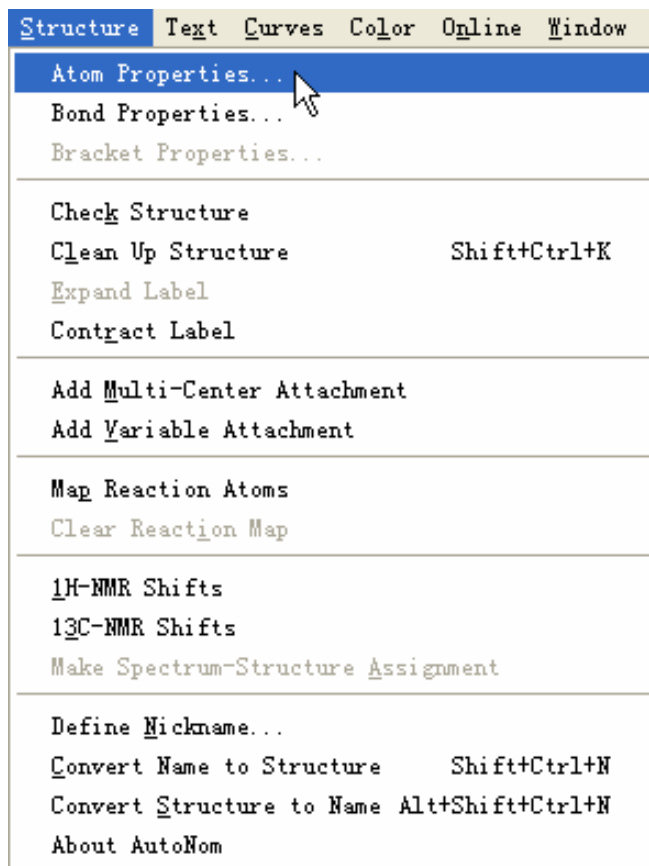 Structure Text Curves Color Online Window
Atom Properties...
Bond Properties...
Bracket Properties...
Check Structure
Clean Up Structure Shift+Ctrl+K
Expand Label
Contract Label
Add Multi-Center Attachment
Add Variable Attachment
Map Reaction Atoms
Clear Reaction Map
1H-NMR Shifts
13C-NMR Shifts
Make Spectrum-Structure Assignment
Define Nickname...
Convert Name to Structure Shift+Ctrl+N
Convert Structure to Name Alt+Shift+Ctrl+N
About AutoNom